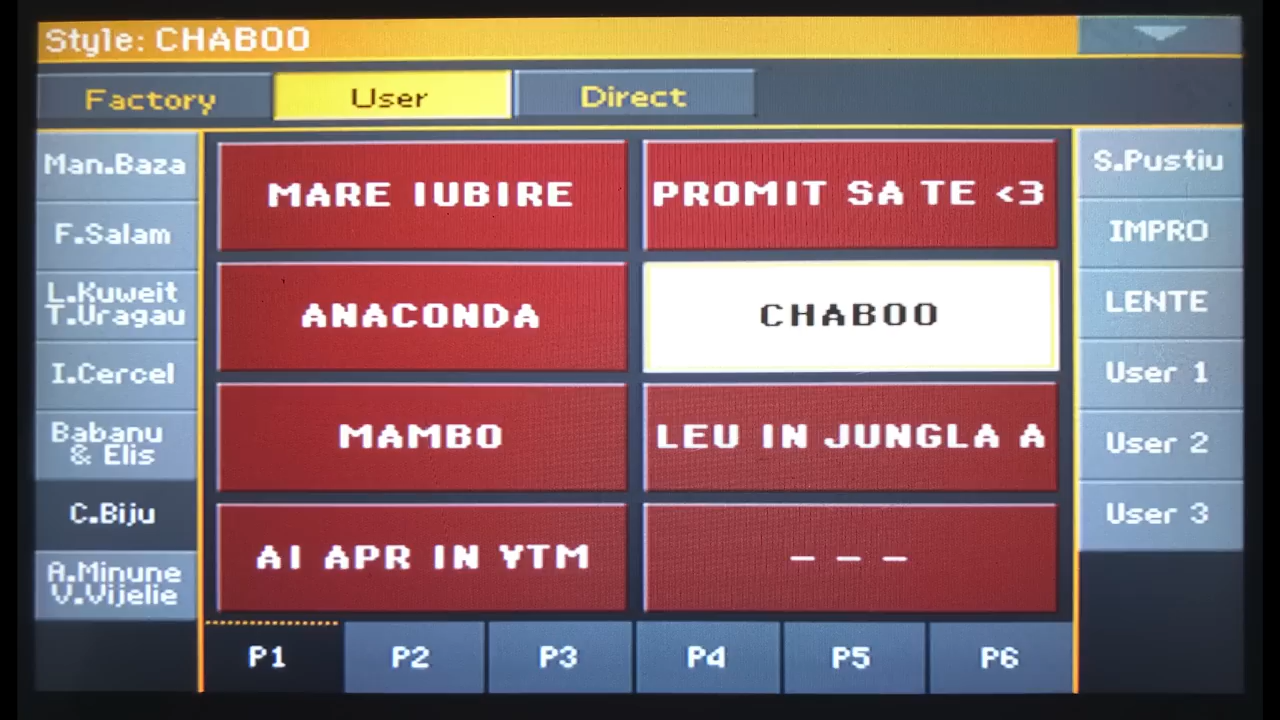 Style: CHABOO
Factory
User
Direct
Man.Baza
F.Salam
L.Kuweit
T.Uragau
I.Cercel
Babanu
& Elis
C.Biju
A.Minune
V.Vijelie
MARE IUBIRE
PROMIT SA TE <3
ANACONDA
CHABOO
MAMBO
LEU IN JUNGLA A
AI APR IN VTM
- - -
S.Pustiu
IMPRO
LENTE
User 1
User 2
User 3
P1
P2
P3
P4
P5
P6